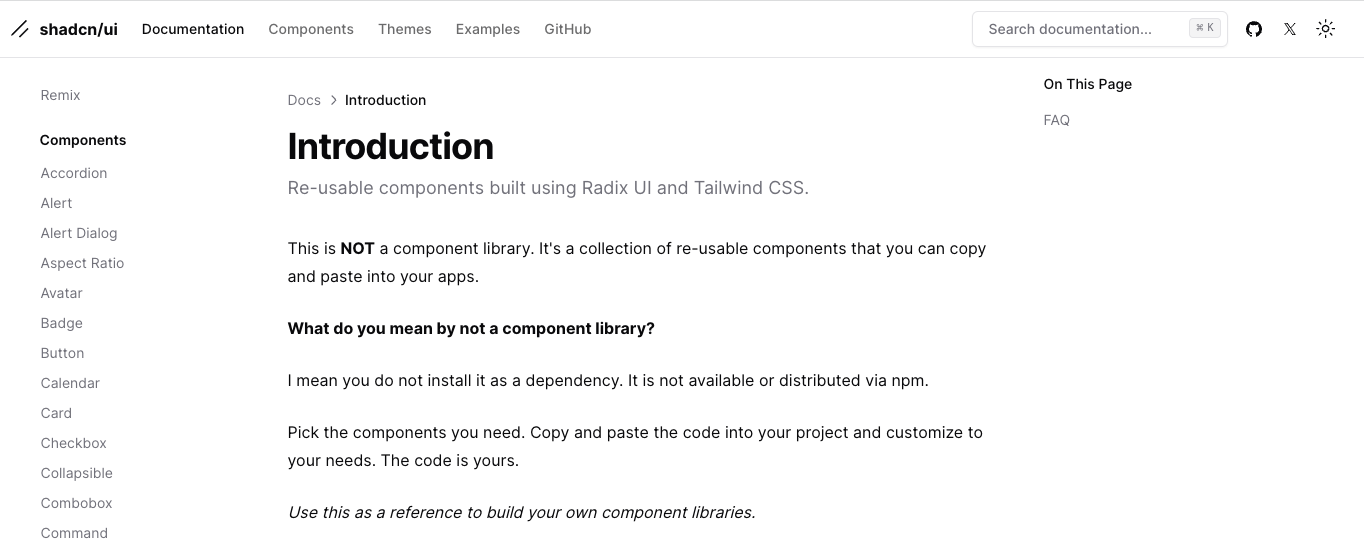 shadcn/ui Documentation Components Themes Examples GitHub Search documentation... ⌘ K
Remix
Components
Accordion
Alert
Alert Dialog
Aspect Ratio
Avatar
Badge
Button
Calendar
Card
Checkbox
Collapsible
Combobox
Command
Docs > Introduction
Introduction
Re-usable components built using Radix UI and Tailwind CSS.
This is NOT a component library. It's a collection of re-usable components that you can copy
and paste into your apps.
What do you mean by not a component library?
I mean you do not install it as a dependency. It is not available or distributed via npm.
Pick the components you need. Copy and paste the code into your project and customize to
your needs. The code is yours.
Use this as a reference to build your own component libraries.
On This Page
FAQ